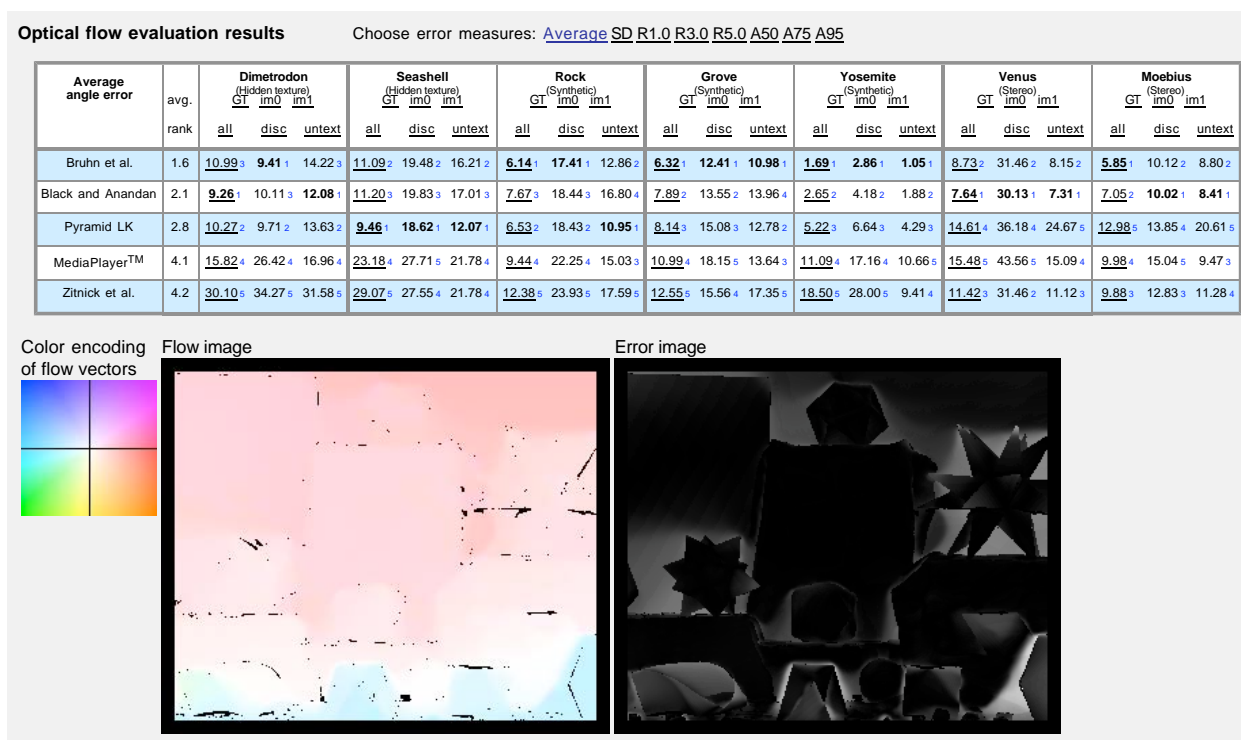 Optical flow evaluation results Choose error measures: Average SD R1.0 R3.0 R5.0 A50 A75 A95
Average angle error avg. rank Dimetrodon (Hidden texture) GT im0 im1 Seashell (Hidden texture) GT im0 im1 Rock (Synthetic) GT im0 im1 Grove (Synthetic) GT im0 im1 Yosemite (Synthetic) GT im0 im1 Venus (Stereo) GT im0 im1 Moebius (Stereo) GT im0 im1
all disc untext all disc untext all disc untext all disc untext all disc untext all disc untext all disc untext
Bruhn et al. 1.6 10.99 3 9.41 1 14.22 3 11.09 2 19.48 2 16.21 2 6.14 1 17.41 1 12.86 2 6.32 1 12.41 1 10.98 1 1.69 1 2.86 1 1.05 1 8.73 2 31.46 2 8.15 2 5.85 1 10.12 2 8.80 2
Black and Anandan 2.1 9.26 1 10.11 3 12.08 1 11.20 3 19.83 3 17.01 3 7.67 3 18.44 3 16.80 4 7.89 2 13.55 2 13.96 4 2.65 2 4.18 2 1.88 2 7.64 1 30.13 1 7.31 1 7.05 2 10.02 1 8.41 1
Pyramid LK 2.8 10.27 2 9.71 2 13.63 2 9.46 1 18.62 1 12.07 1 6.53 2 18.43 2 10.95 1 8.14 3 15.08 3 12.78 2 5.22 3 6.64 3 4.29 3 14.61 4 36.18 4 24.67 5 12.98 5 13.85 4 20.61 5
MediaPlayerTM 4.1 15.82 4 26.42 4 16.96 4 23.18 4 27.71 5 21.78 4 9.44 4 22.25 4 15.03 3 10.99 4 18.15 5 13.64 3 11.09 4 17.16 4 10.66 5 15.48 5 43.56 5 15.09 4 9.98 4 15.04 5 9.47 3
Zitnick et al. 4.2 30.10 5 34.27 5 31.58 5 29.07 5 27.55 4 21.78 4 12.38 5 23.93 5 17.59 5 12.55 5 15.56 4 17.35 5 18.50 5 28.00 5 9.41 4 11.42 3 31.46 2 11.12 3 9.88 3 12.83 3 11.28 4
Color encoding of flow vectors
Flow image
Error image